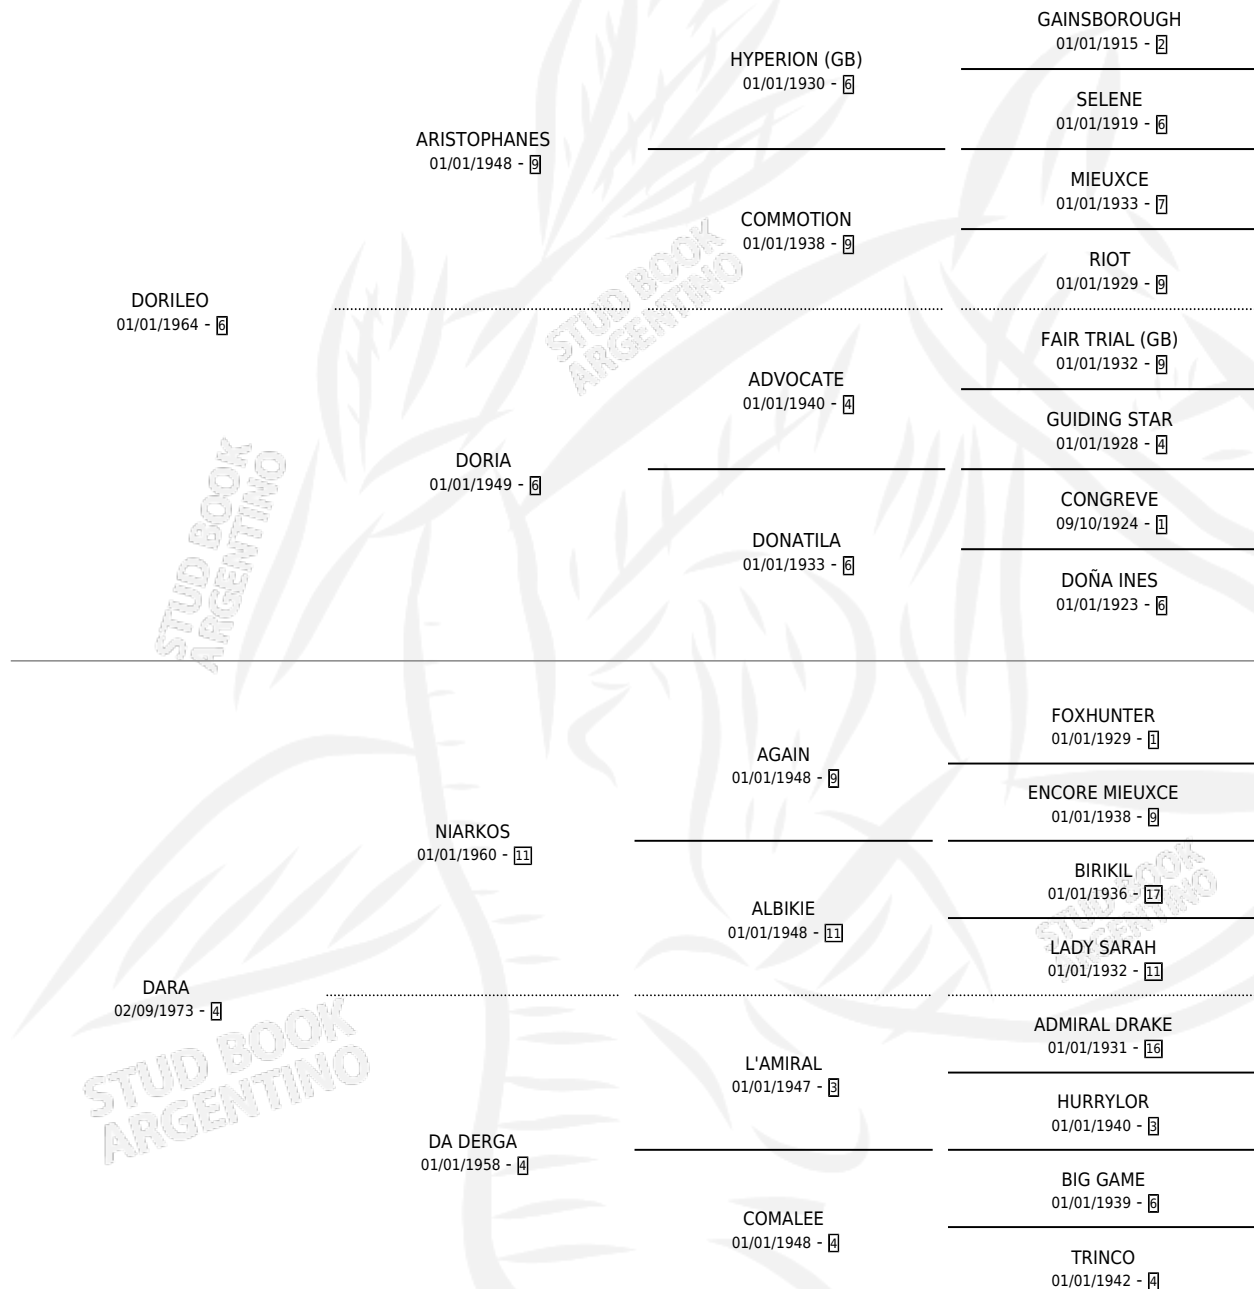 GAINSBOROUGH
01/01/1915 - 2
HYPERION (GB)
01/01/1930 - 6
SELENE
01/01/1919 - 6
ARISTOPHANES
01/01/1948 - 9
MIEUXCE
01/01/1933 - 7
COMMOTION
01/01/1938 - 9
RIOT
01/01/1929 - 9
DORILEO
01/01/1964 - 6
FAIR TRIAL (GB)
01/01/1932 - 9
ADVOCATE
01/01/1940 - 4
GUIDING STAR
01/01/1928 - 4
DORIA
01/01/1949 - 6
CONGREVE
09/10/1924 - 1
DONATILA
01/01/1933 - 6
DOÑA INES
01/01/1923 - 6
FOXHUNTER
01/01/1929 - 1
AGAIN
01/01/1948 - 9
ENCORE MIEUXCE
01/01/1938 - 9
NIARKOS
01/01/1960 - 11
BIRIKIL
01/01/1936 - 17
ALBIKIE
01/01/1948 - 11
LADY SARAH
01/01/1932 - 11
DARA
02/09/1973 - 4
ADMIRAL DRAKE
01/01/1931 - 16
L'AMIRAL
01/01/1947 - 3
HURRYLOR
01/01/1940 - 3
DA DERGA
01/01/1958 - 4
BIG GAME
01/01/1939 - 6
COMALEE
01/01/1948 - 4
TRINCO
01/01/1942 - 4
STUD BOOK
ARGENTINO
STUD BOOK
ARGENTINO
STUD BOOK
ARGENTINO
STUD BOOK
ARGENTINO